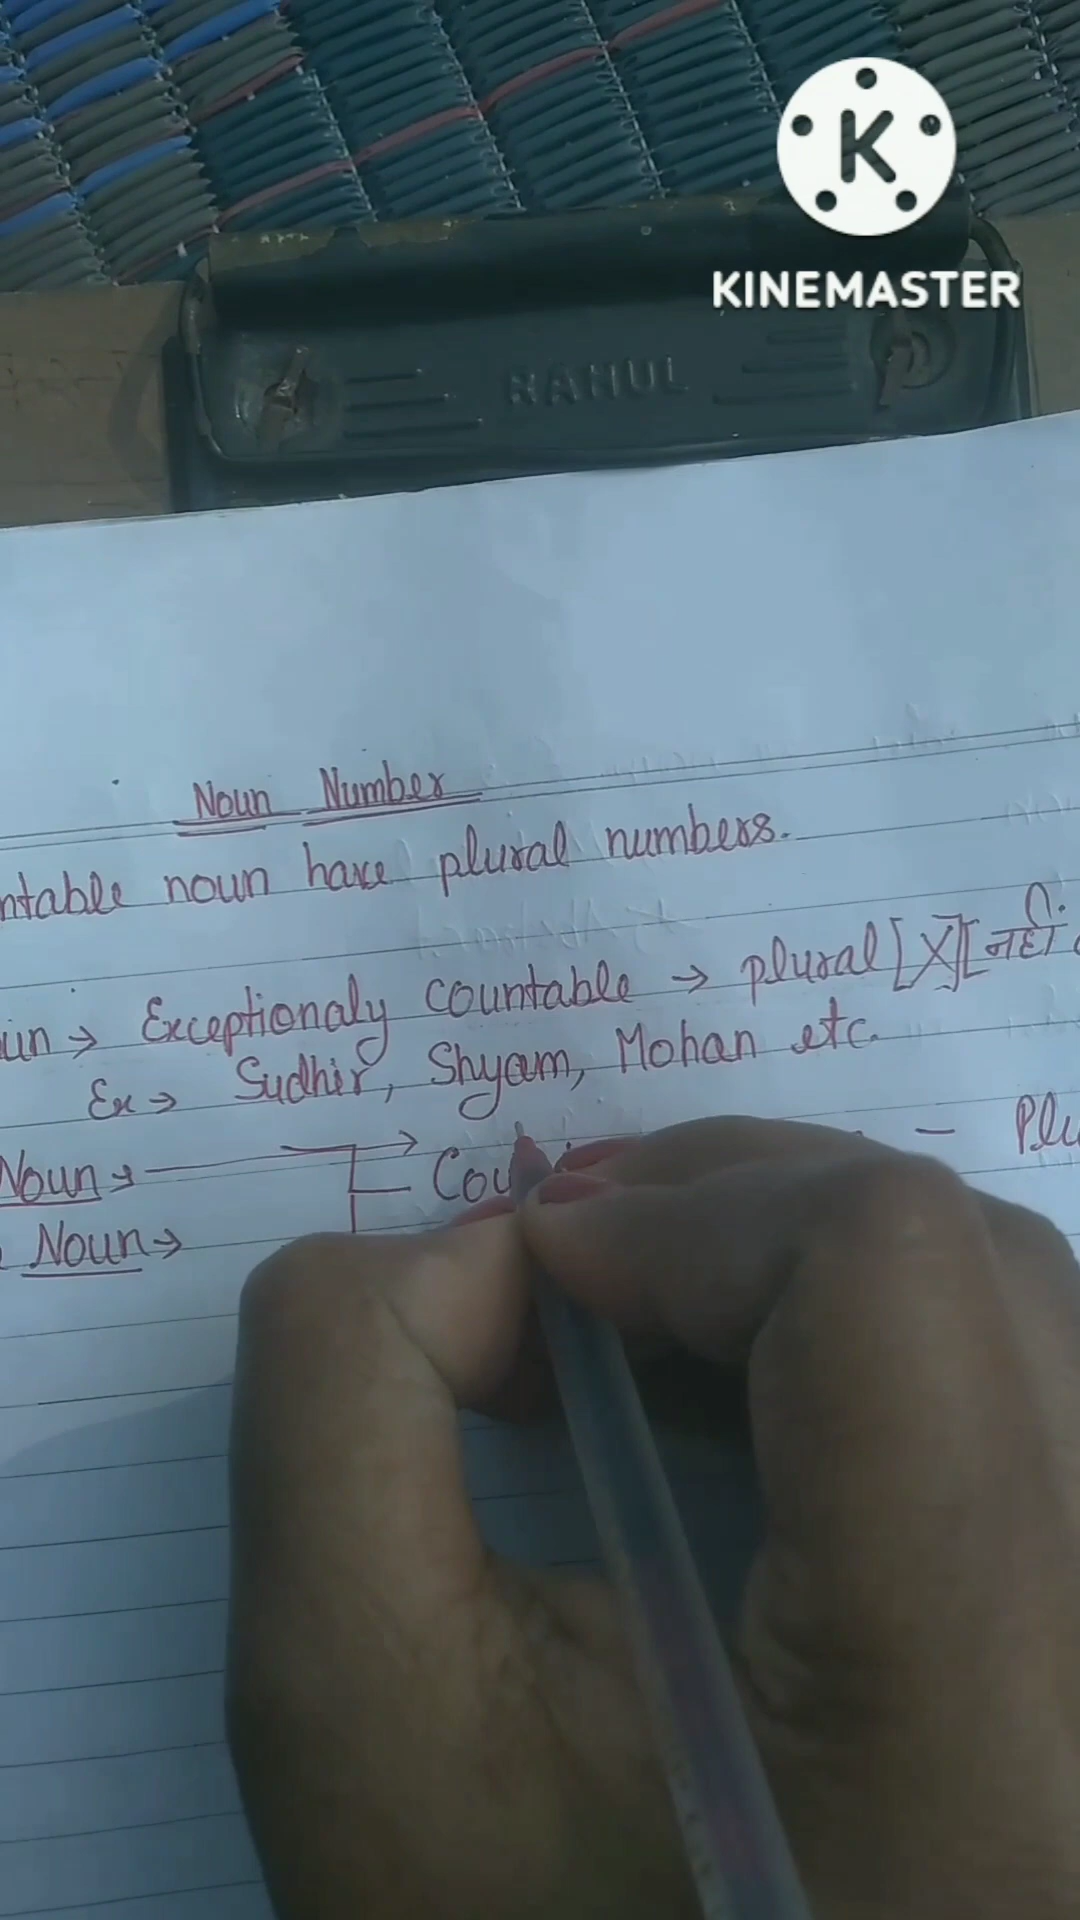 KINEMASTER
RAHUL
Noun Number
ntable noun have plural numbers.
un → Exceptionaly countable → plural [X][नहीं
Ex → Sudhir, Shyam, Mohan etc.
Noun → Cou - Plu
Noun →